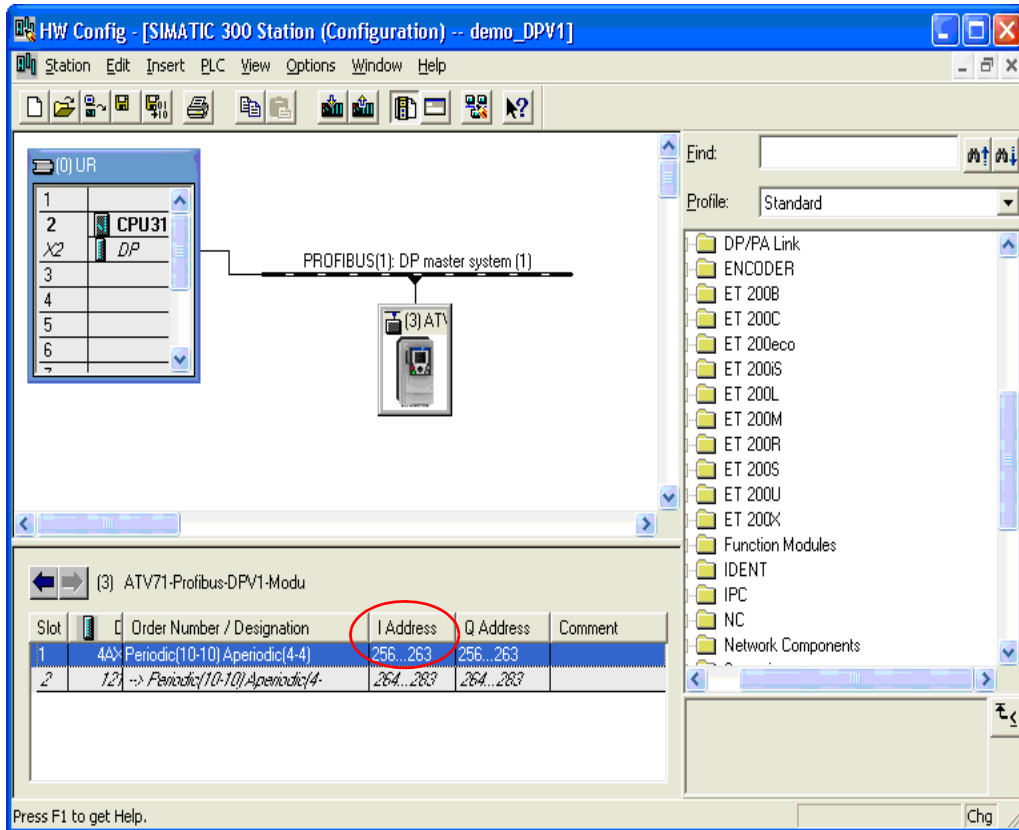 HW Config - [SIMATIC 300 Station (Configuration) -- demo_DPV1]
Station Edit Insert PLC View Options Window Help
(0) UR
1
2 CPU31
X2 DP
3
4
5
6
PROFIBUS(1): DP master system (1)
(3) ATV
Find:
Profile: Standard
DP/PA Link
ENCODER
ET 200B
ET 200C
ET 200eco
ET 200iS
ET 200L
ET 200M
ET 200R
ET 200S
ET 200U
ET 200X
Function Modules
IDENT
IPC
NC
Network Components
(3) ATV71-Profibus-DPV1-Modu
Slot D Order Number / Designation I Address Q Address Comment
1 4AX Periodic(10-10) Aperiodic(4-4) 256...263 256...263
2 12 --> Periodic(10-10) Aperiodic(4- 264...283 264...283
Press F1 to get Help.
Chg